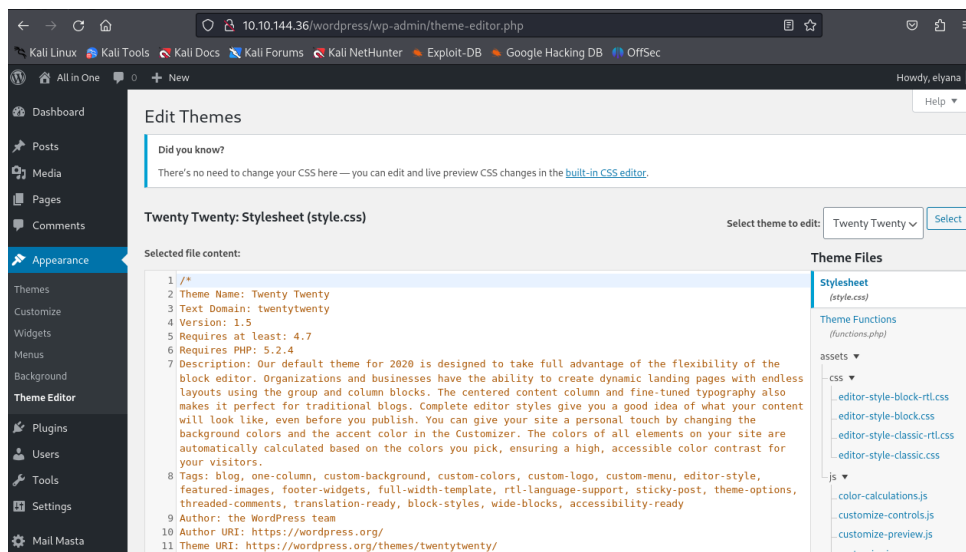 10.10.144.36/wordpress/wp-admin/theme-editor.php
Kali Linux Kali Tools Kali Docs Kali Forums Kali NetHunter Exploit-DB Google Hacking DB OffSec
All in One 0 + New Howdy, elyana
Help
Dashboard
Posts
Media
Pages
Comments
Appearance
Themes
Customize
Widgets
Menus
Background
Theme Editor
Plugins
Users
Tools
Settings
Mail Masta
Edit Themes
Did you know?
There's no need to change your CSS here — you can edit and live preview CSS changes in the built-in CSS editor.
Twenty Twenty: Stylesheet (style.css)
Select theme to edit: Twenty Twenty Select
Selected file content:
1 /*
2 Theme Name: Twenty Twenty
3 Text Domain: twentytwenty
4 Version: 1.5
5 Requires at least: 4.7
6 Requires PHP: 5.2.4
7 Description: Our default theme for 2020 is designed to take full advantage of the flexibility of the
block editor. Organizations and businesses have the ability to create dynamic landing pages with endless
layouts using the group and column blocks. The centered content column and fine-tuned typography also
makes it perfect for traditional blogs. Complete editor styles give you a good idea of what your content
will look like, even before you publish. You can give your site a personal touch by changing the
background colors and the accent color in the Customizer. The colors of all elements on your site are
automatically calculated based on the colors you pick, ensuring a high, accessible color contrast for
your visitors.
8 Tags: blog, one-column, custom-background, custom-colors, custom-logo, custom-menu, editor-style,
featured-images, footer-widgets, full-width-template, rtl-language-support, sticky-post, theme-options,
threaded-comments, translation-ready, block-styles, wide-blocks, accessibility-ready
9 Author: the WordPress team
10 Author URI: https://wordpress.org/
11 Theme URI: https://wordpress.org/themes/twentytwenty/
Theme Files
Stylesheet
(style.css)
Theme Functions
(functions.php)
assets
css
editor-style-block-rtl.css
editor-style-block.css
editor-style-classic-rtl.css
editor-style-classic.css
js
color-calculations.js
customize-controls.js
customize-preview.js